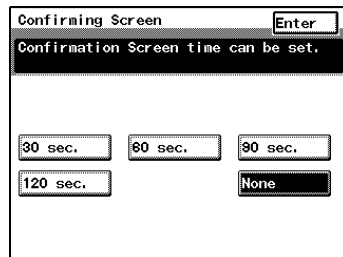 Confirming Screen Enter
Confirmation Screen time can be set.
30 sec. 60 sec. 90 sec.
120 sec. None